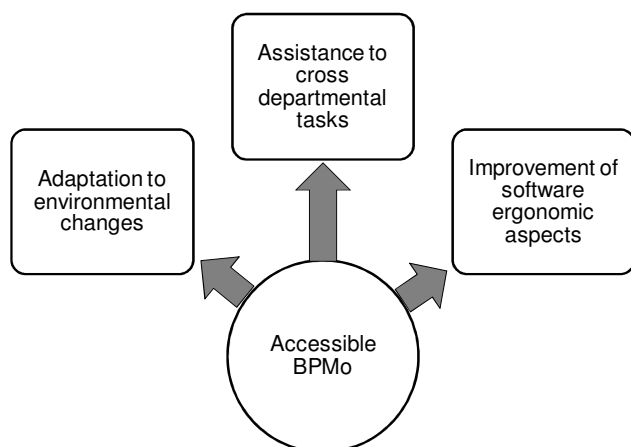 Assistance to
cross
departmental
tasks
Adaptation to
environmental
changes
Improvement of
software
ergonomic
aspects
Accessible
BPMo